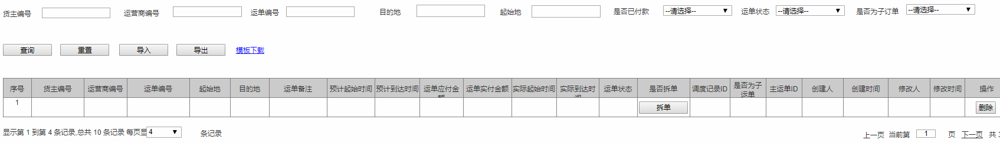 货主编号 运营商编号 运单编号 目的地 起始地 是否已付款 --请选择-- 运单状态 --请选择-- 是否为子订单 --请选择--
查询 重置 导入 导出 模板下载
序号 货主编号 运营商编号 运单编号 起始地 目的地 运单备注 预计起始时间 预计到达时间 运单应付金额 运单实付金额 实际起始时间 实际到达时间 运单状态 是否拆单 调度记录ID 是否为子运单 主运单ID 创建人 创建时间 修改人 修改时间 操作
1 拆单 删除
显示第 1 到第 4 条记录,总共 10 条记录 每页显 4 条记录 上一页 当前第 1 页 下一页 共 3